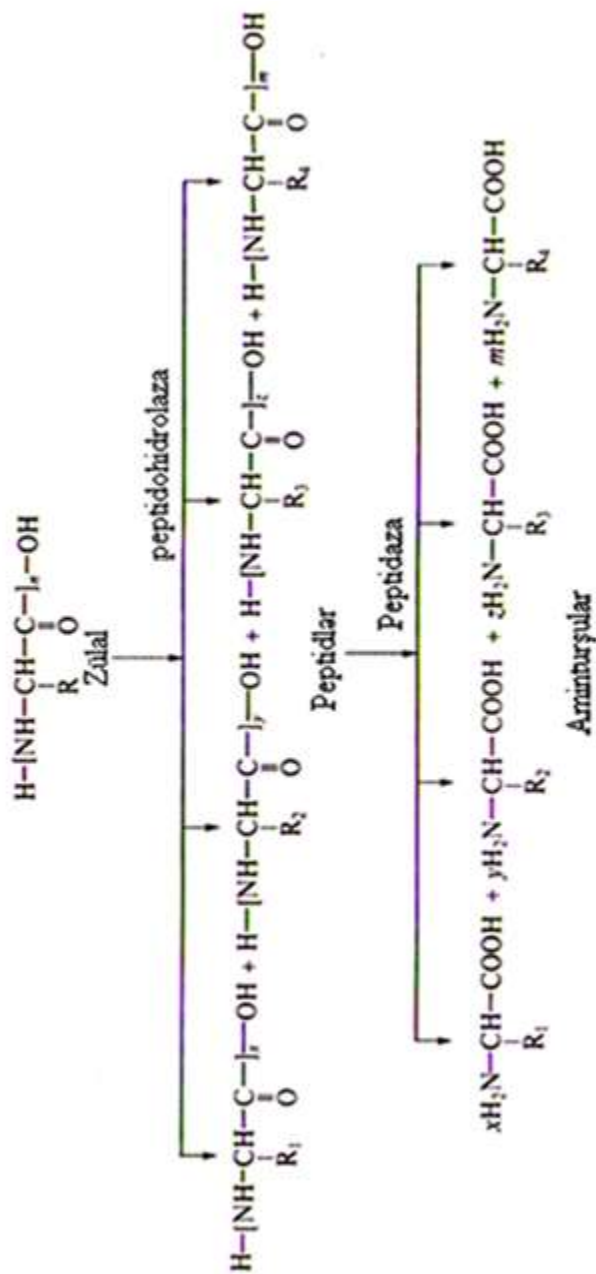 H–[NH–CH–C–]ₙ–OH
R O
Zülal
peptidohidrolaza
H–[NH–CH–C–]ₓ–OH + H–[NH–CH–C–]ᵧ–OH + H–[NH–CH–C–]z–OH + H–[NH–CH–C–]ₘ–OH
R₁ O R₂ O R₃ O R₄ O
Peptidlər
Peptidaza
xH₂N–CH–COOH + yH₂N–CH–COOH + zH₂N–CH–COOH + mH₂N–CH–COOH
R₁ R₂ R₃ R₄
Aminturşular